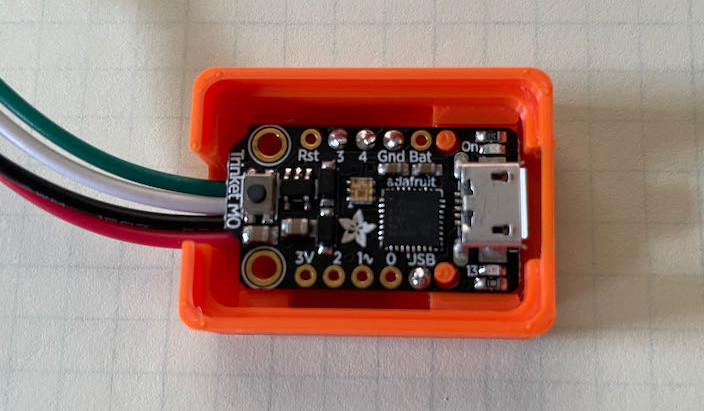 Rst 3 4 Gnd Bat
On
adafruit
Trinket M0
3V 2 1~ 0 USB
13